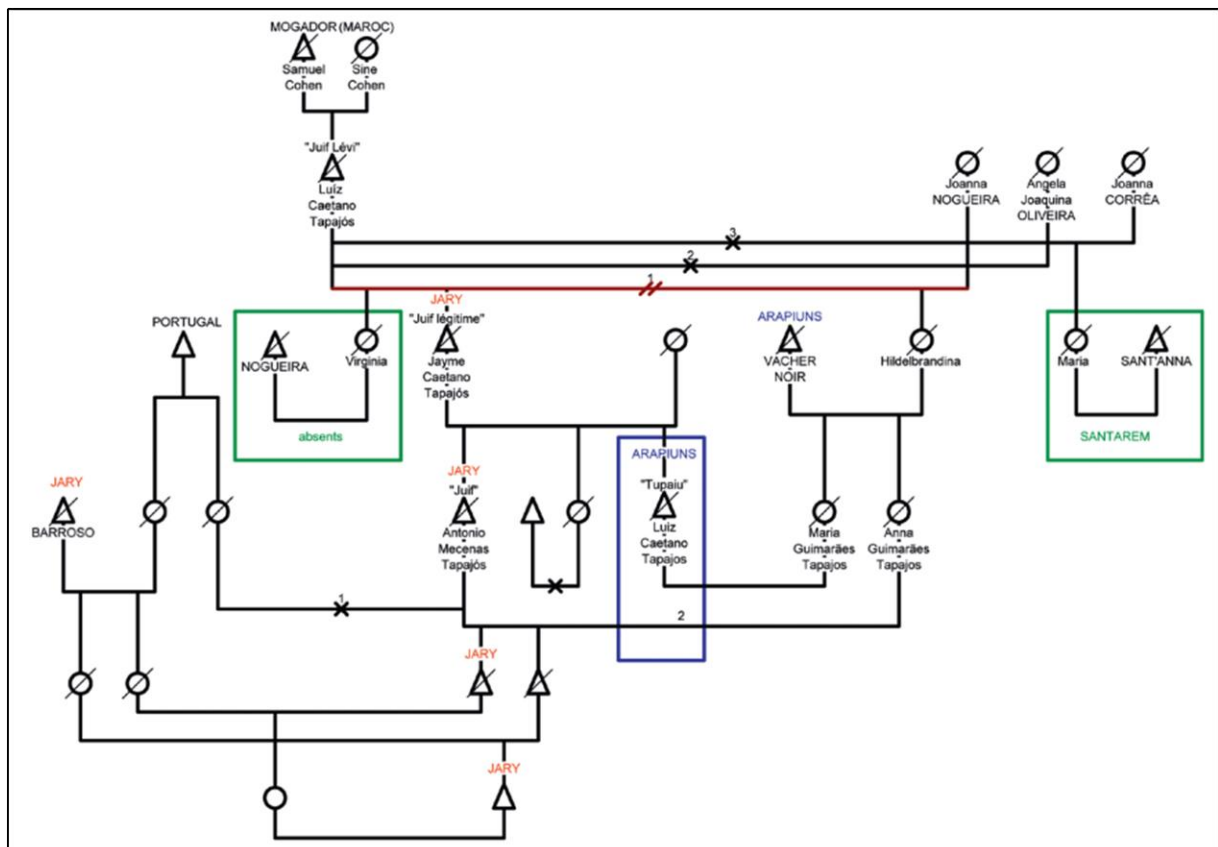 MOGADOR (MAROC)
Samuel
Cohen
Sine
Cohen
"Juif Lévi"
Luíz
Caetano
Tapajós
Joanna
NOGUEIRA
Angela
Joaquina
OLIVEIRA
Joanna
CORRÊA
3
2
1
PORTUGAL
NOGUEIRA
Virginia
absents
JARY
"Juif légitime"
Jayme
Caetano
Tapajós
ARAPIUNS
VACHER
NOIR
Hildelbrandina
Maria
SANT'ANNA
SANTAREM
JARY
BARROSO
JARY
"Juif"
Antonio
Mecenas
Tapajós
ARAPIUNS
"Tupaiu"
Luiz
Caetano
Tapajos
Maria
Guimarães
Tapajos
Anna
Guimarães
Tapajos
1
2
JARY
JARY